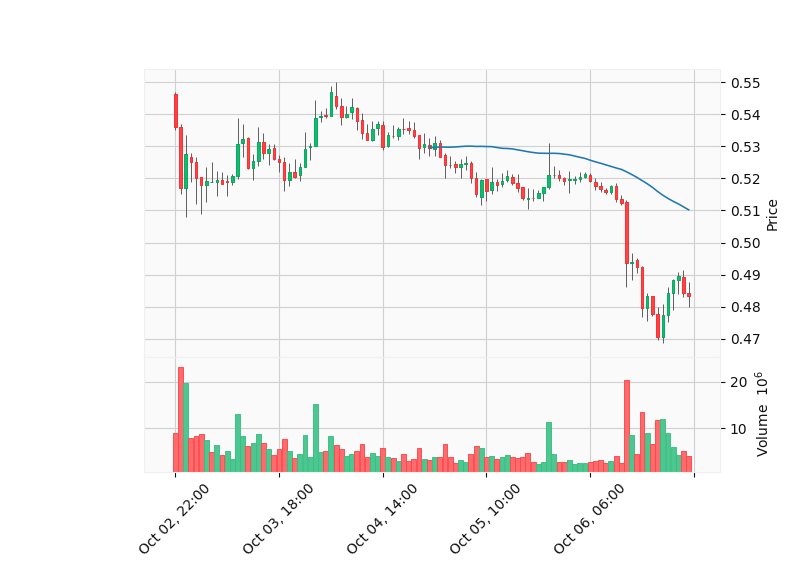 0.55
0.54
0.53
0.52
0.51
0.50
0.49
0.48
0.47
Price
20
10
Volume 10^6
Oct 02, 22:00
Oct 03, 18:00
Oct 04, 14:00
Oct 05, 10:00
Oct 06, 06:00